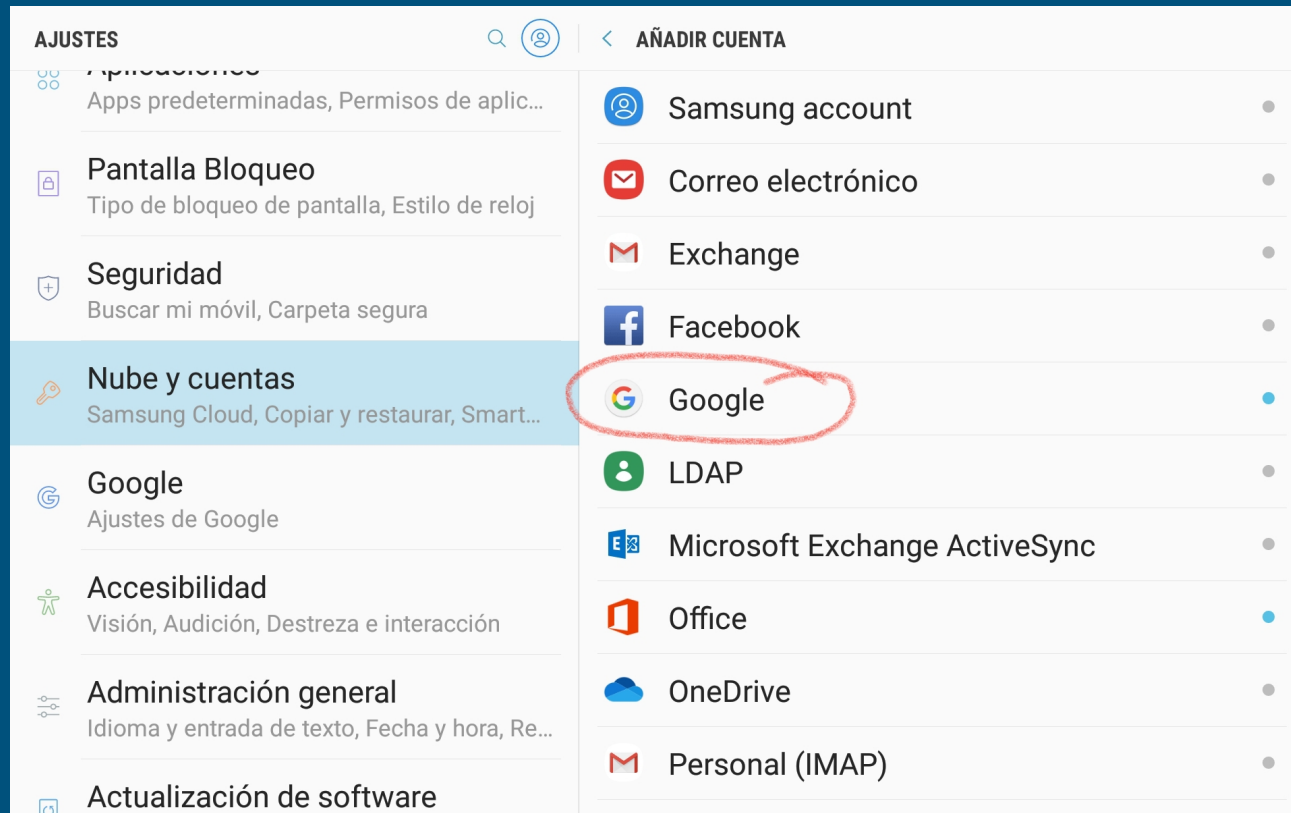 AJUSTES
Aplicaciones
Apps predeterminadas, Permisos de aplic...
Pantalla Bloqueo
Tipo de bloqueo de pantalla, Estilo de reloj
Seguridad
Buscar mi móvil, Carpeta segura
Nube y cuentas
Samsung Cloud, Copiar y restaurar, Smart...
Google
Ajustes de Google
Accesibilidad
Visión, Audición, Destreza e interacción
Administración general
Idioma y entrada de texto, Fecha y hora, Re...
Actualización de software
AÑADIR CUENTA
Samsung account
Correo electrónico
Exchange
Facebook
Google
LDAP
Microsoft Exchange ActiveSync
Office
OneDrive
Personal (IMAP)